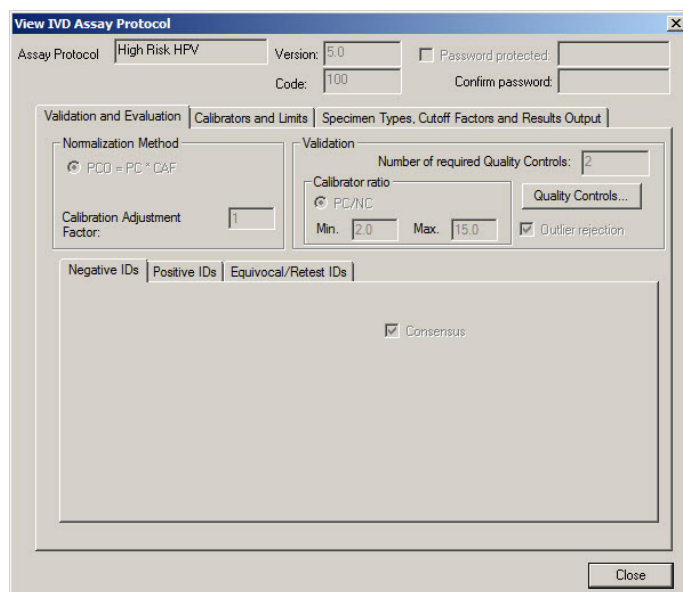 View IVD Assay Protocol
Assay Protocol High Risk HPV Version: 5.0 Password protected:
Code: 100 Confirm password:
Validation and Evaluation Calibrators and Limits Specimen Types, Cutoff Factors and Results Output
Normalization Method Validation
PCO = PC * CAF Number of required Quality Controls: 2
Calibrator ratio
PC/NC Quality Controls...
Calibration Adjustment Factor: 1 Min. 2.0 Max. 15.0 Outlier rejection
Negative IDs Positive IDs Equivocal/Retest IDs
Consensus
Close